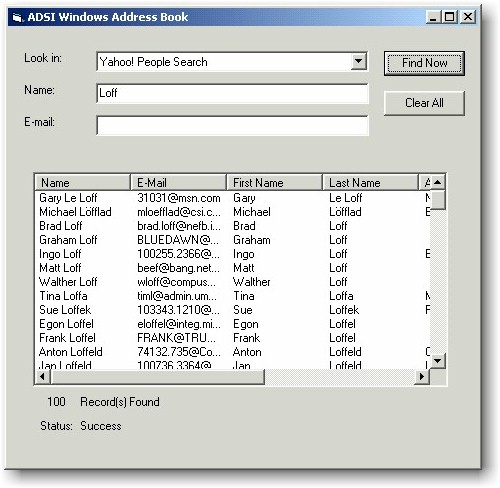 ADSI Windows Address Book
Look in: Yahoo! People Search Find Now
Name: Loff Clear All
E-mail:
Name E-Mail First Name Last Name
Gary Le Loff 31031@msn.com Gary Le Loff
Michael Löfflad mloefflad@csi.c... Michael Löfflad
Brad Loff brad.loff@nefb.i... Brad Loff
Graham Loff BLUEDAWN@... Graham Loff
Ingo Loff 100255.2366@... Ingo Loff
Matt Loff beef@bang.net... Matt Loff
Walther Loff wloff@compus... Walther Loff
Tina Loffa timl@admin.um... Tina Loffa
Sue Loffek 103343.1210@... Sue Loffek
Egon Loffel eloffel@integ.mi... Egon Loffel
Frank Loffel FRANK@TRU... Frank Loffel
Anton Loffeld 74132.735@Co... Anton Loffeld
Jan Loffeld 100736.3364@... Jan Loffeld
100 Record(s) Found
Status: Success